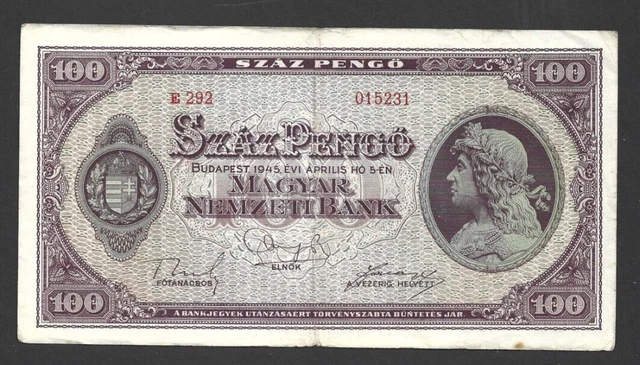 SZÁZ PENGŐ
100 100
E 292 015231
SZÁZ PENGŐ
BUDAPEST 1945. ÉVI ÁPRILIS HÓ 5-ÉN
MAGYAR
NEMZETI BANK
FŐTANÁCSOS ELNÖK A VEZÉRIG. HELYETT
100 100
A BANKJEGYEK UTÁNZÁSÁÉRT TÖRVÉNYSZABTA BÜNTETÉS JÁR.